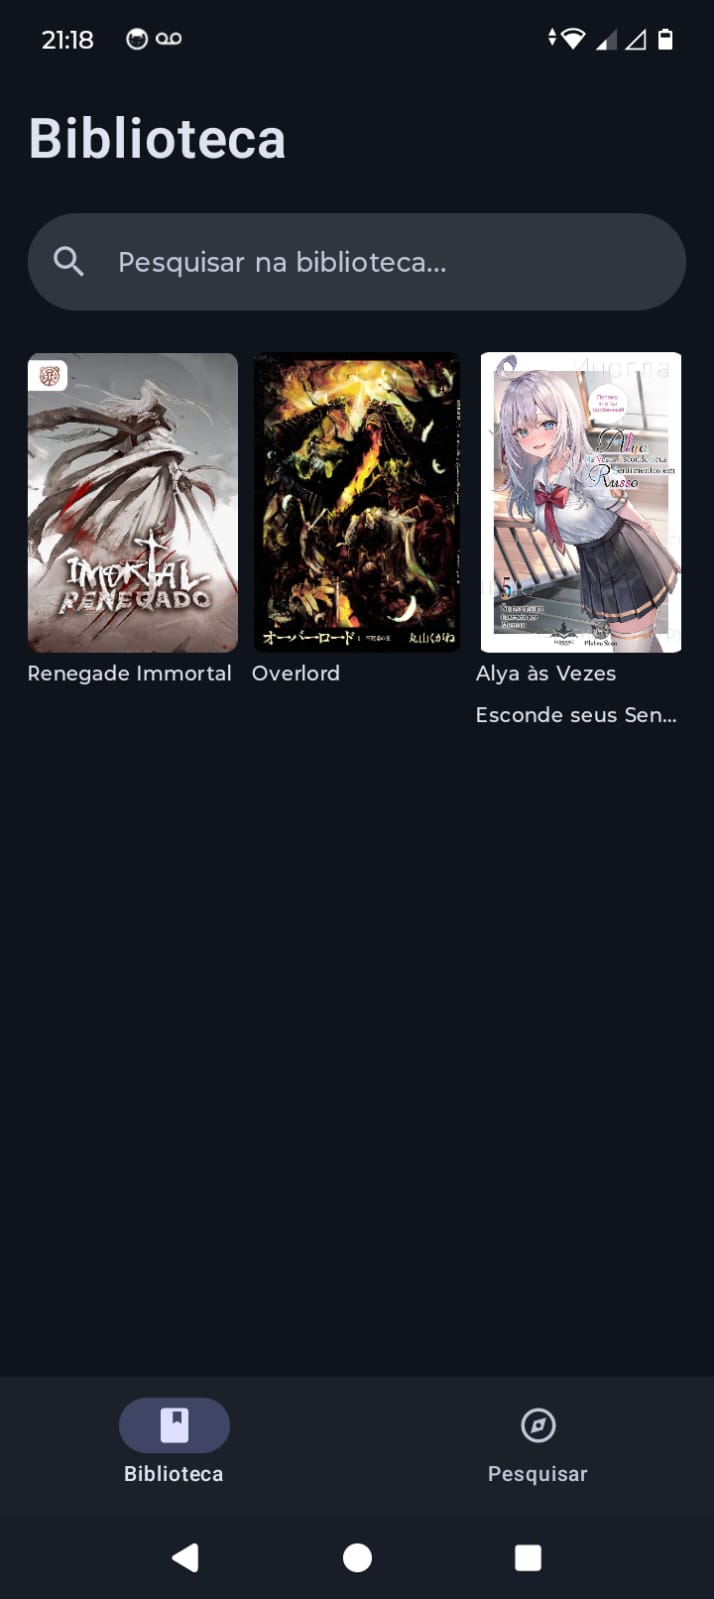 21:18
Biblioteca
Pesquisar na biblioteca...
IMORTAL
RENEGADO
オーバーロード
丸山くがね
Иногда
Alya
Russo
5
Renegade Immortal
Overlord
Alya às Vezes
Esconde seus Sen...
Biblioteca
Pesquisar